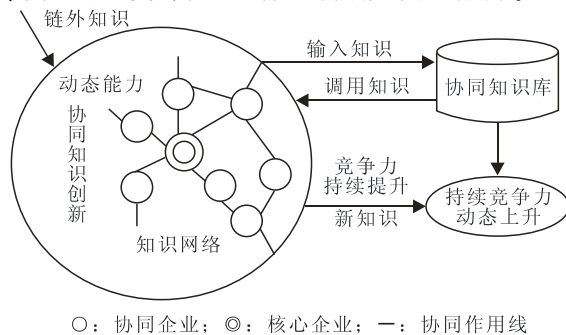 链外知识
动态能力
协同知识创新
知识网络
输入知识
调用知识
协同知识库
竞争力
持续提升
新知识
持续竞争力
动态上升
○：协同企业；◎：核心企业；━：协同作用线